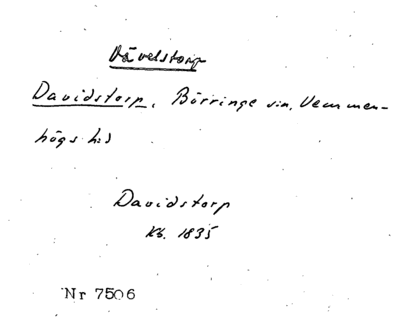 Dävelstorp
Davidstorp, Börringe sn, Vemmen-
högs hd
Davidstorp
Kb. 1835
Nr 7506